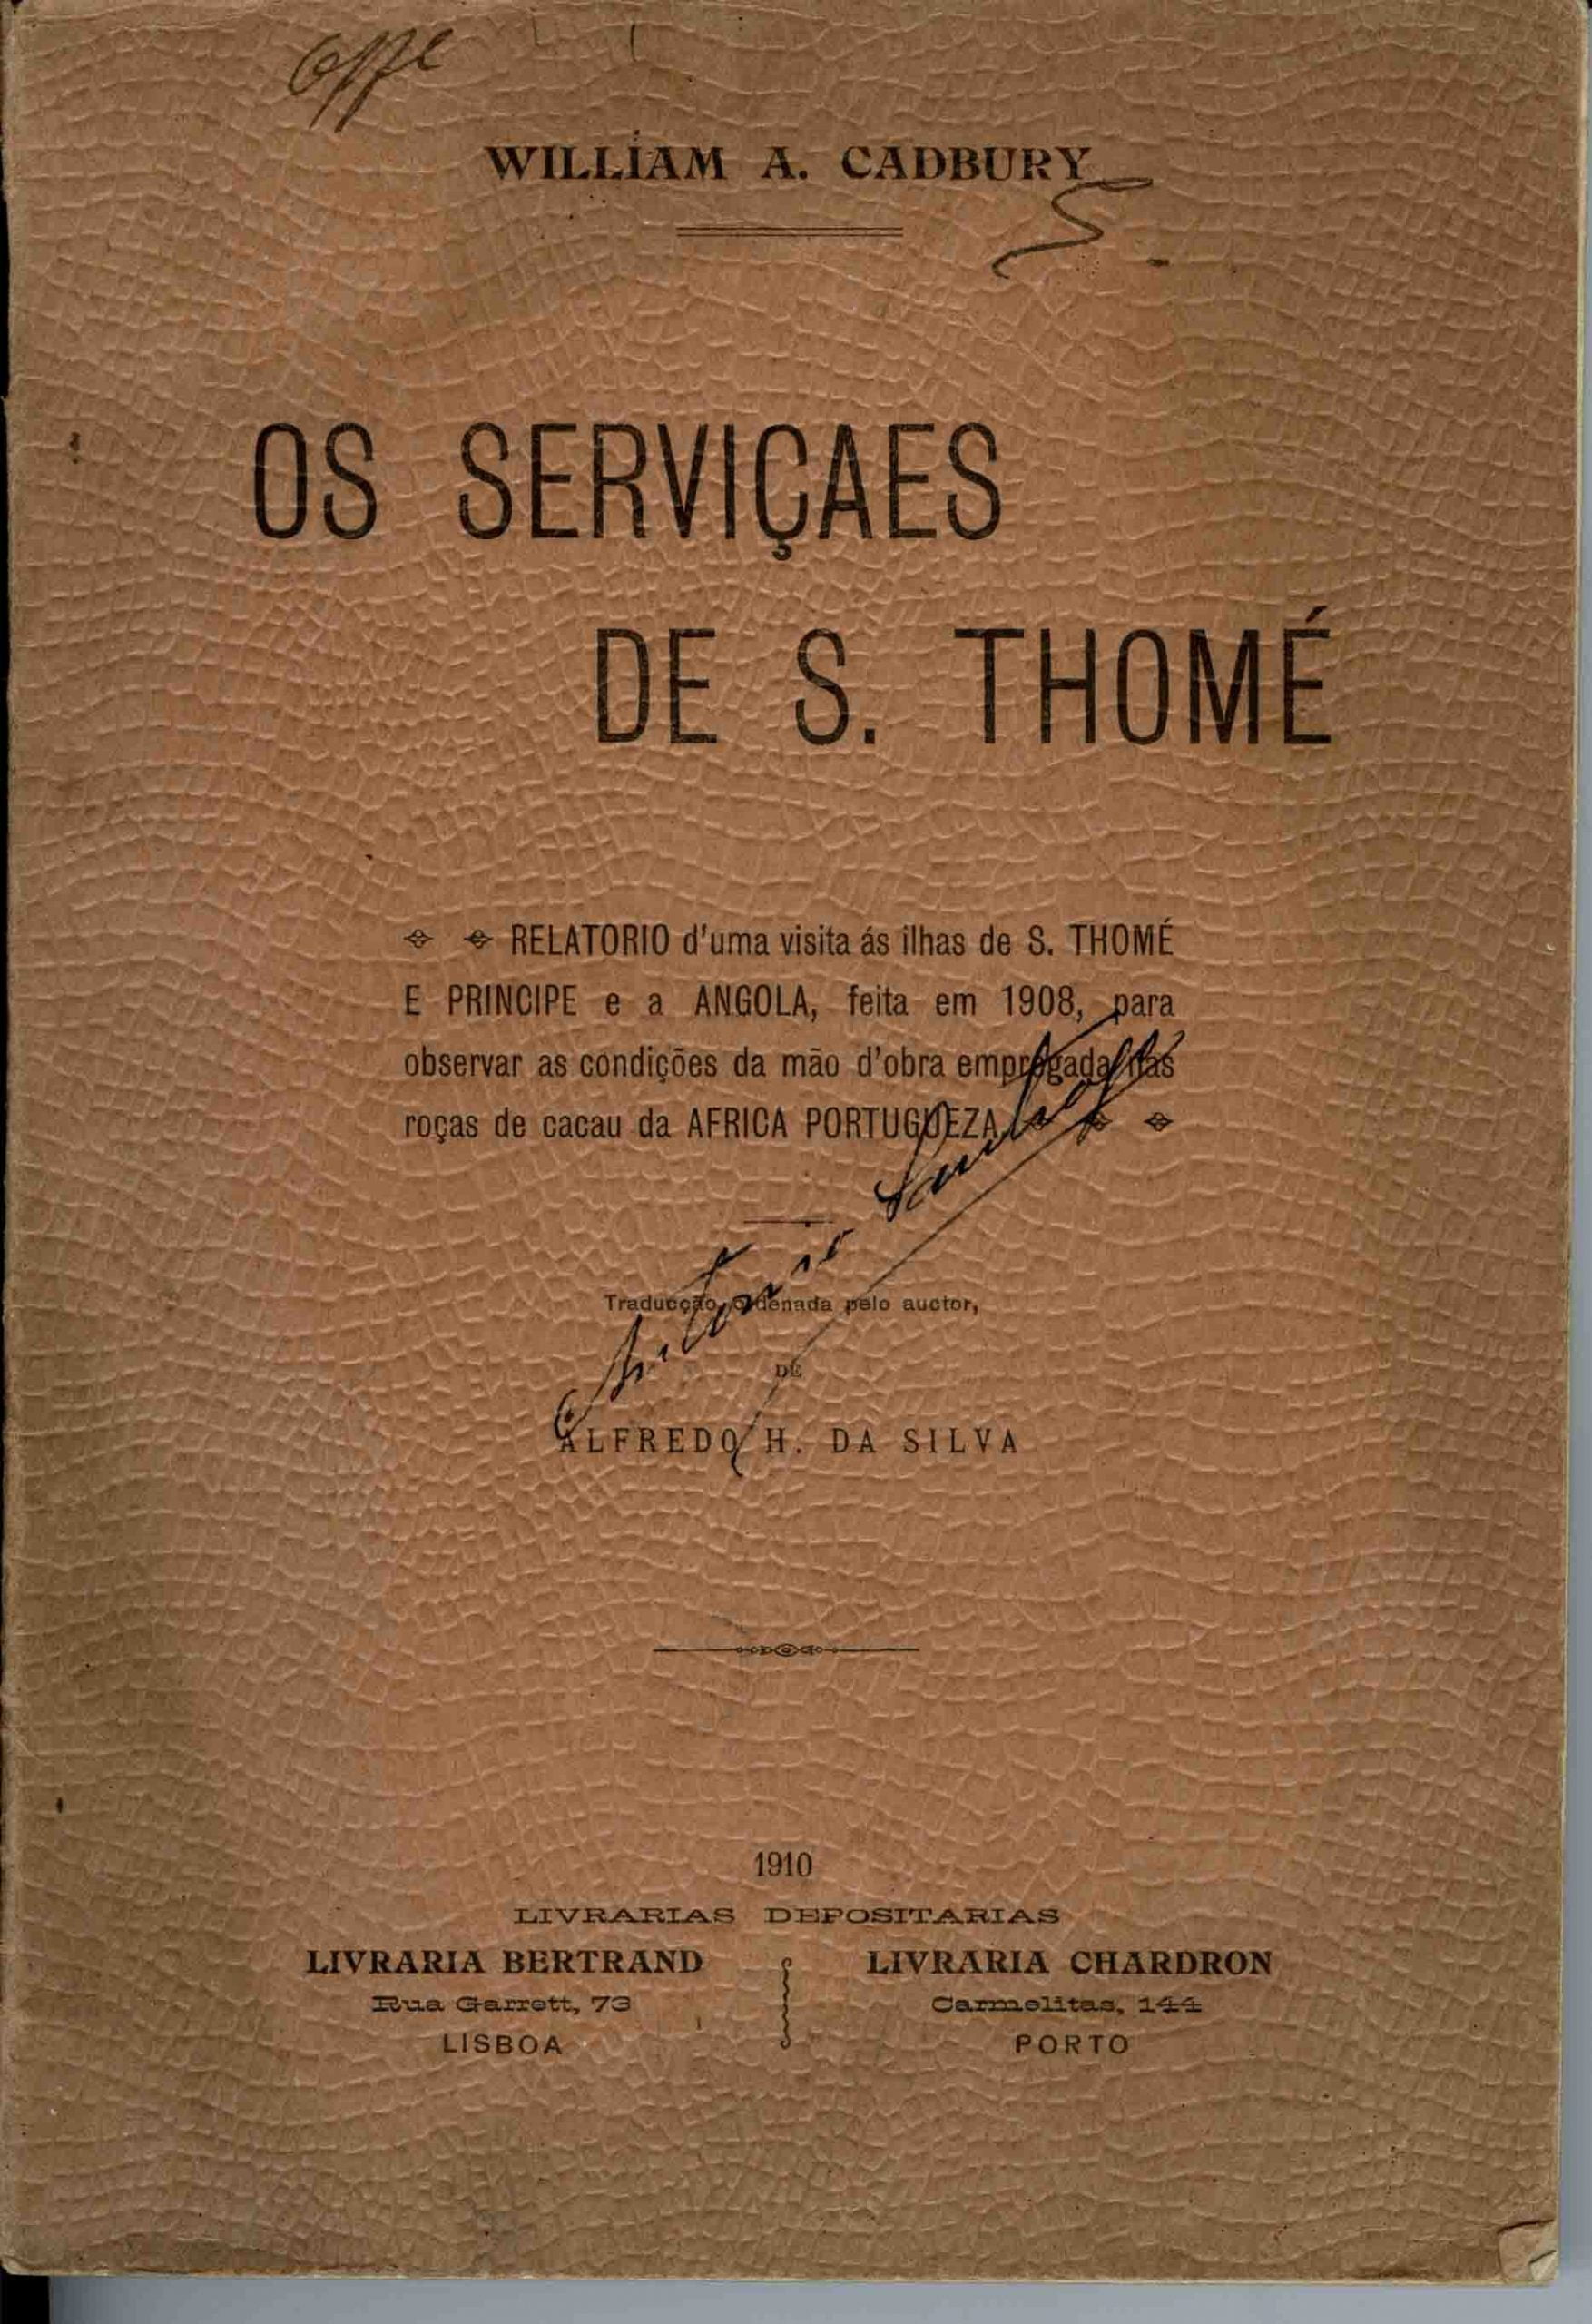 Offe
WILLIAM A. CADBURY
OS SERVIÇAES
DE S. THOMÉ
RELATORIO d'uma visita ás ilhas de S. THOMÉ
E PRINCIPE e a ANGOLA, feita em 1908, para
observar as condições da mão d'obra empregada nas
roças de cacau da AFRICA PORTUGUEZA
Antonio
Traducção ordenada pelo auctor,
DE
ALFREDO H. DA SILVA
1910
LIVRARIAS DEPOSITARIAS
LIVRARIA BERTRAND
Rua Garrett, 73
LISBOA
LIVRARIA CHARDRON
Carmelitas, 144
PORTO